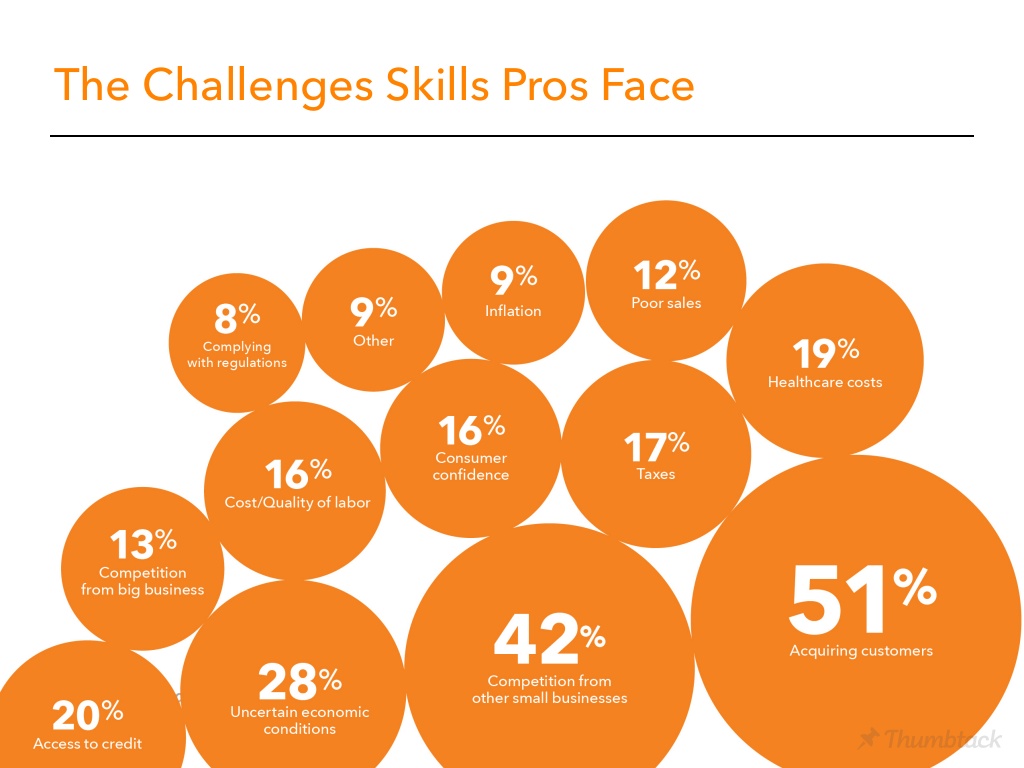 The Challenges Skills Pros Face
8%
Complying
with regulations
9%
Other
9%
Inflation
12%
Poor sales
19%
Healthcare costs
16%
Cost/Quality of labor
16%
Consumer
confidence
17%
Taxes
13%
Competition
from big business
20%
Access to credit
28%
Uncertain economic
conditions
42%
Competition from
other small businesses
51%
Acquiring customers
Thumbtack